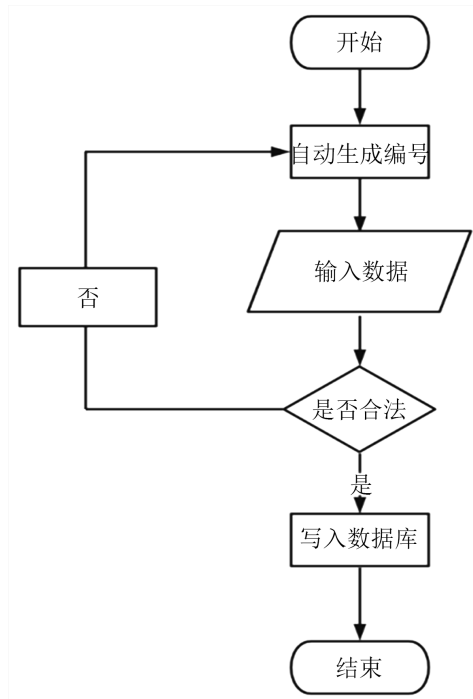 开始
自动生成编号
输入数据
否
是否合法
是
写入数据库
结束